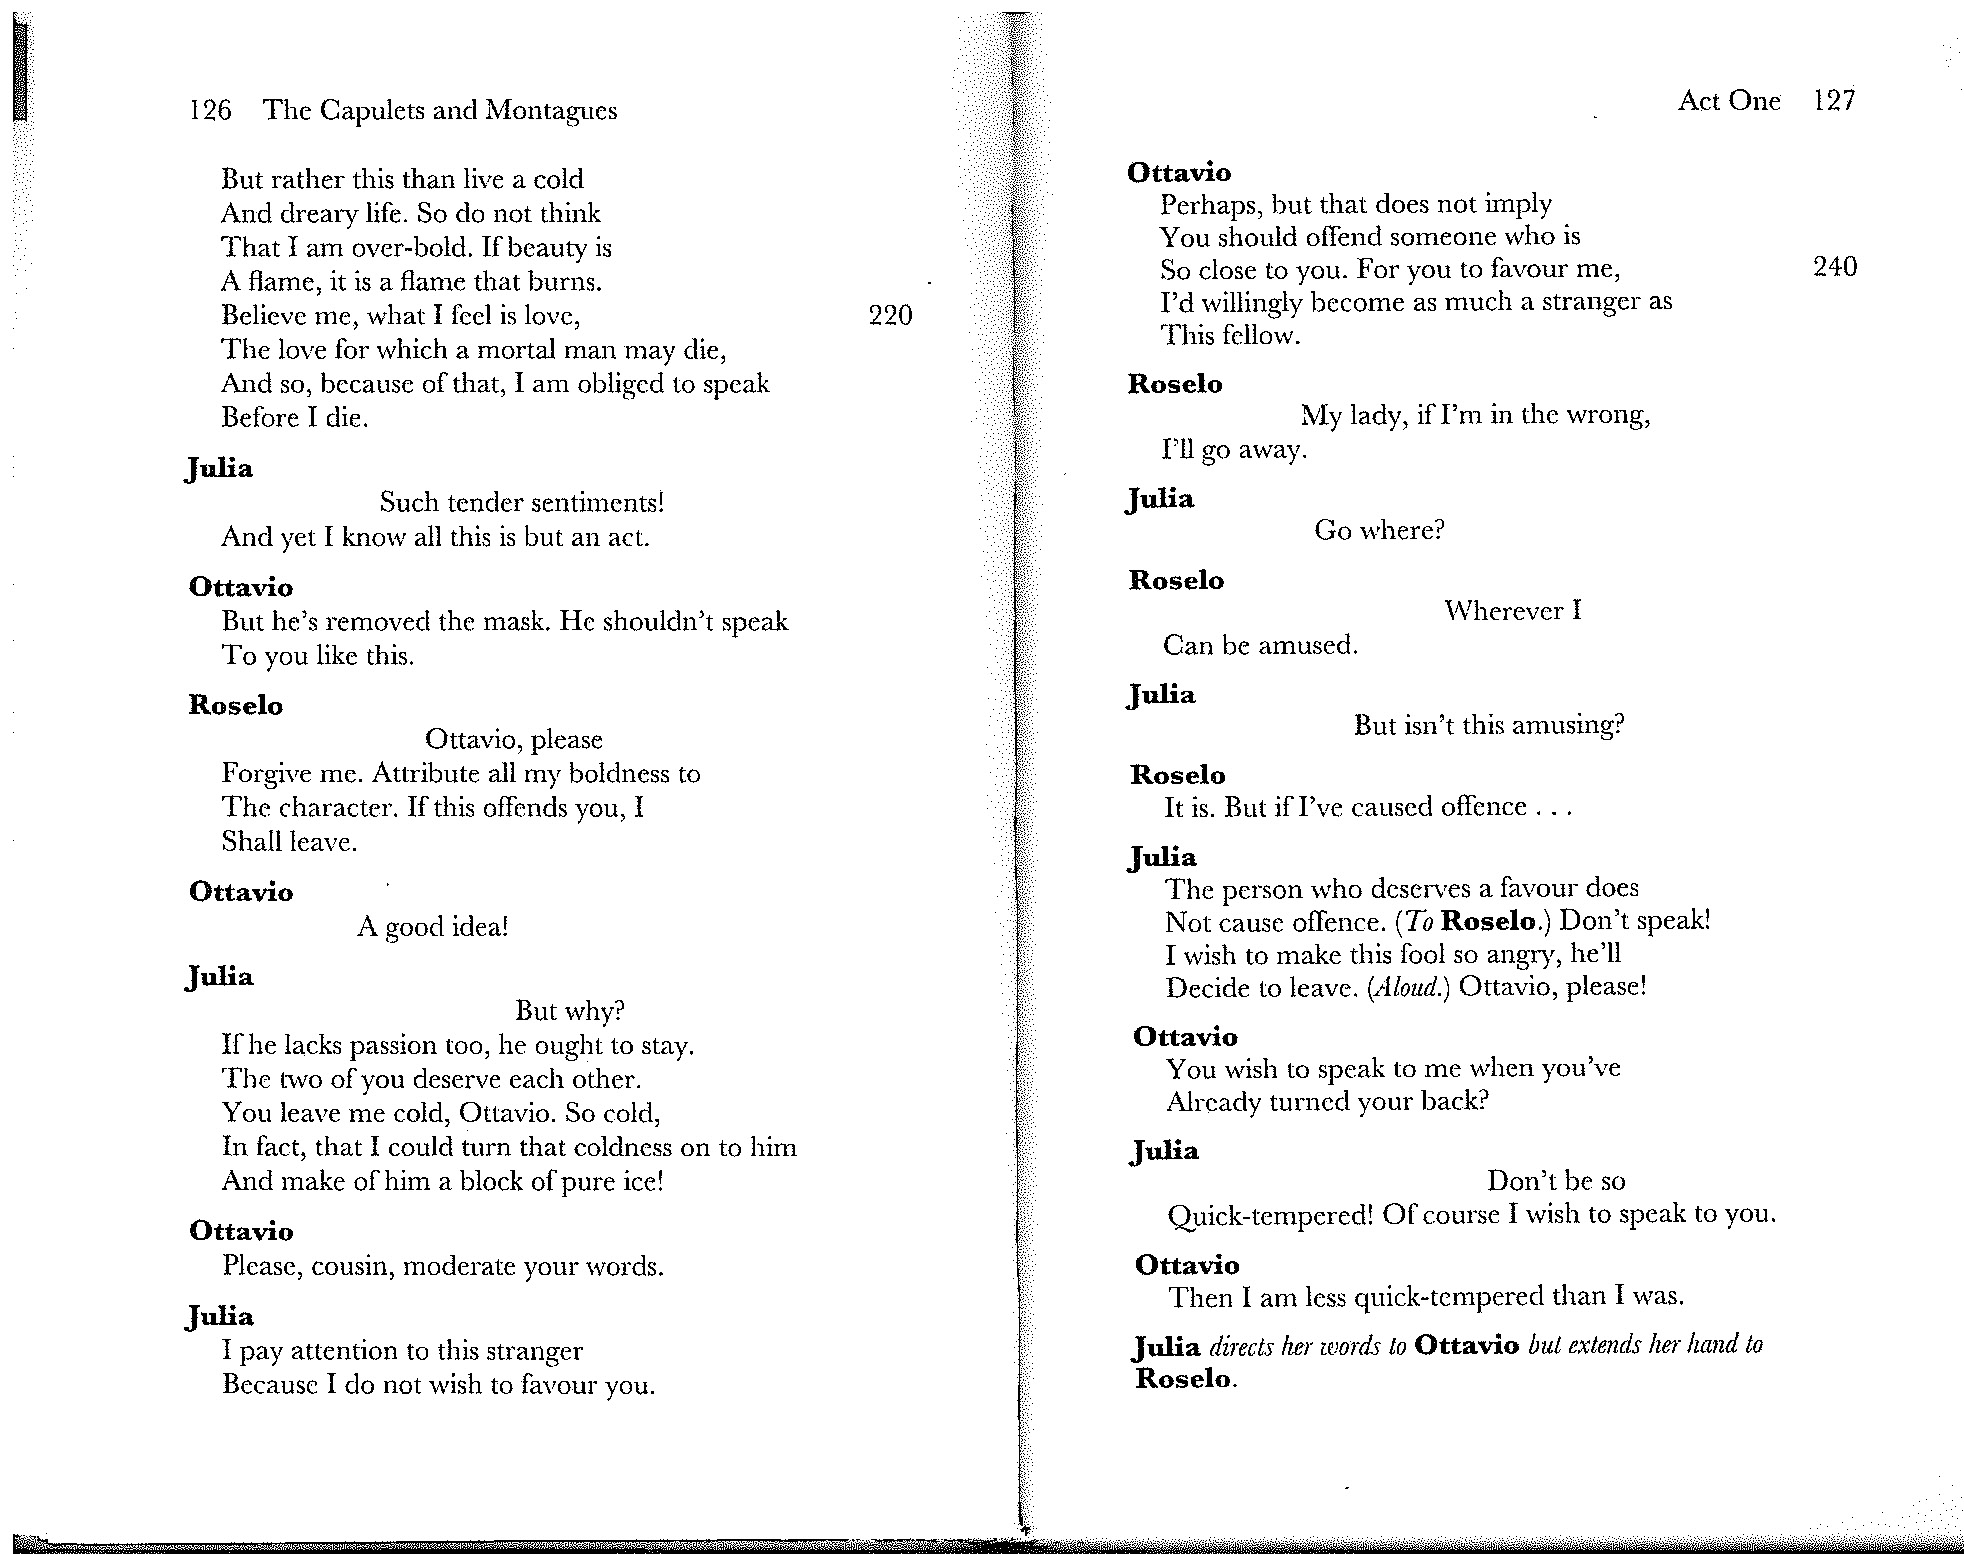 126 The Capulets and Montagues
But rather this than live a cold
And dreary life. So do not think
That I am over-bold. If beauty is
A flame, it is a flame that burns.
Believe me, what I feel is love, 220
The love for which a mortal man may die,
And so, because of that, I am obliged to speak
Before I die.
Julia
Such tender sentiments!
And yet I know all this is but an act.
Ottavio
But he's removed the mask. He shouldn't speak
To you like this.
Roselo
Ottavio, please
Forgive me. Attribute all my boldness to
The character. If this offends you, I
Shall leave.
Ottavio
A good idea!
Julia
But why?
If he lacks passion too, he ought to stay.
The two of you deserve each other.
You leave me cold, Ottavio. So cold,
In fact, that I could turn that coldness on to him
And make of him a block of pure ice!
Ottavio
Please, cousin, moderate your words.
Julia
I pay attention to this stranger
Because I do not wish to favour you.
Act One 127
Ottavio
Perhaps, but that does not imply
You should offend someone who is
So close to you. For you to favour me, 240
I'd willingly become as much a stranger as
This fellow.
Roselo
My lady, if I'm in the wrong,
I'll go away.
Julia
Go where?
Roselo
Wherever I
Can be amused.
Julia
But isn't this amusing?
Roselo
It is. But if I've caused offence . . .
Julia
The person who deserves a favour does
Not cause offence. (To Roselo.) Don't speak!
I wish to make this fool so angry, he'll
Decide to leave. (Aloud.) Ottavio, please!
Ottavio
You wish to speak to me when you've
Already turned your back?
Julia
Don't be so
Quick-tempered! Of course I wish to speak to you.
Ottavio
Then I am less quick-tempered than I was.
Julia directs her words to Ottavio but extends her hand to
Roselo.